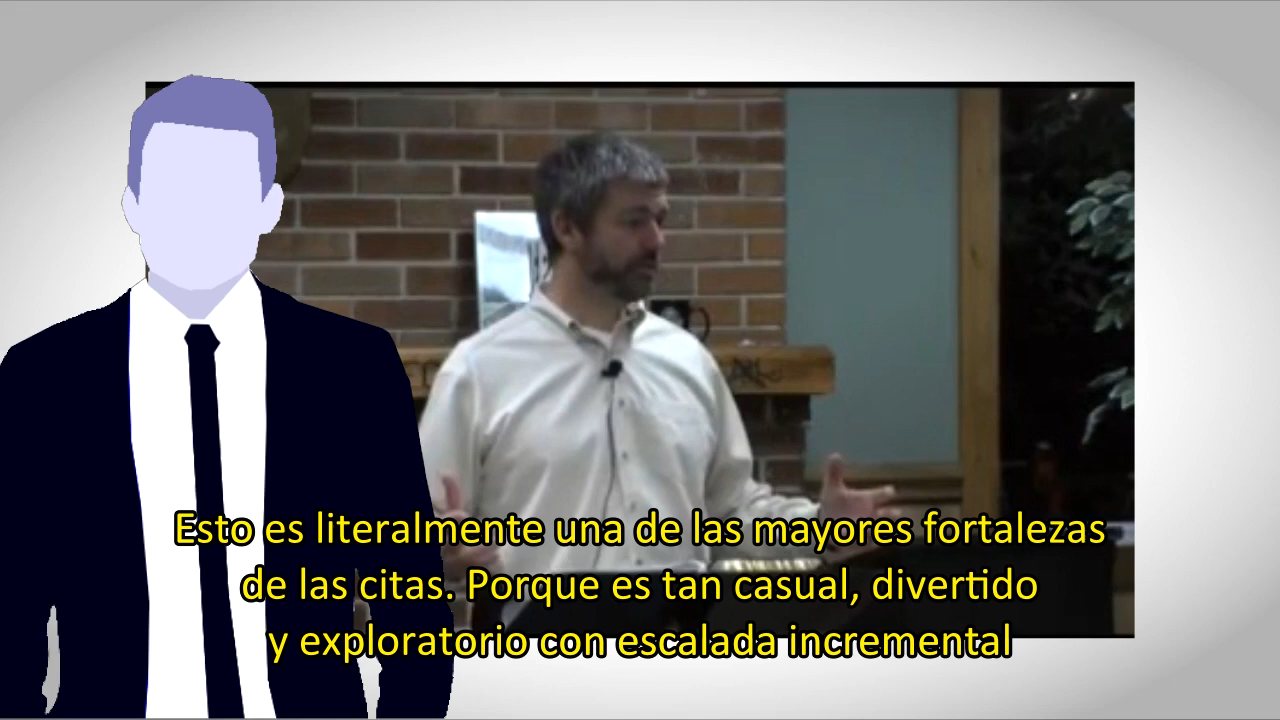 Esto es literalmente una de las mayores fortalezas
de las citas. Porque es tan casual, divertido
y exploratorio con escalada incremental